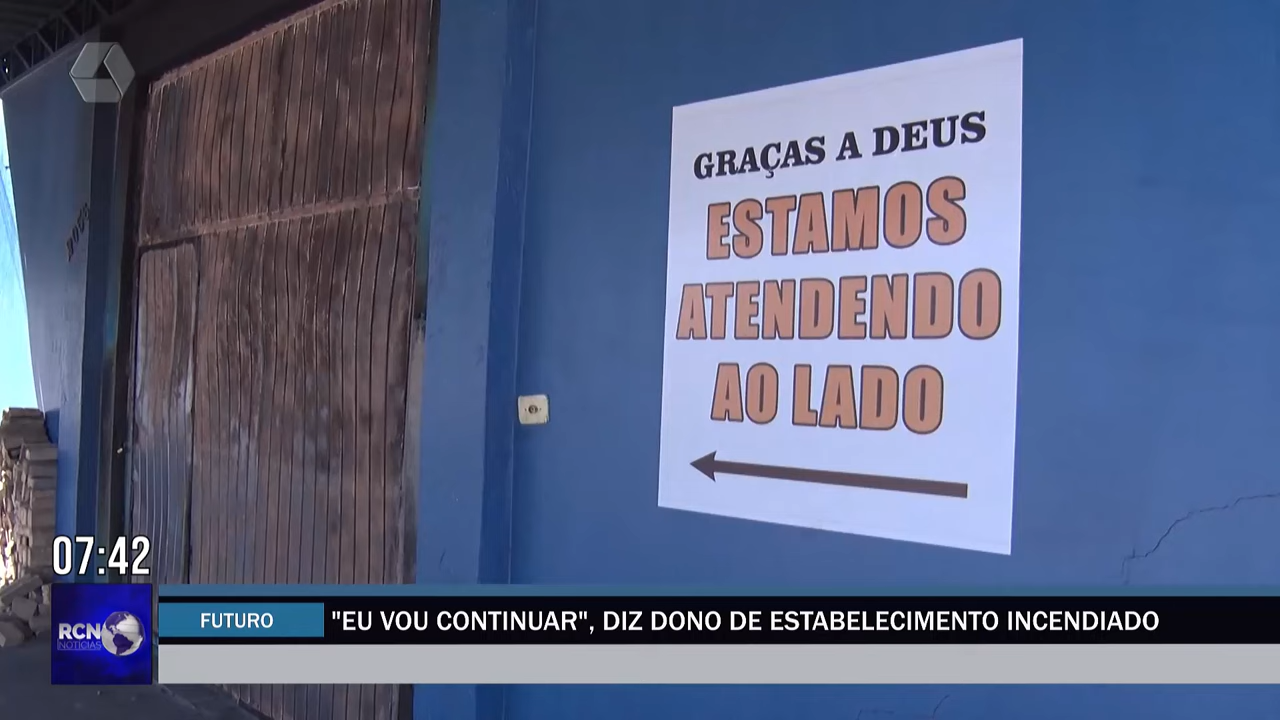 GRAÇAS A DEUS
ESTAMOS
ATENDENDO
AO LADO
07:42
RCN
NOTÍCIAS
FUTURO
"EU VOU CONTINUAR", DIZ DONO DE ESTABELECIMENTO INCENDIADO